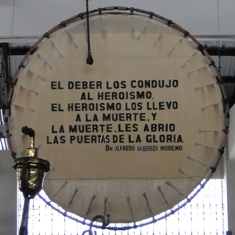 EL DEBER LOS CONDUJO
AL HEROISMO.
EL HEROISMO LOS LLEVO
A LA MUERTE, Y
LA MUERTE, LES ABRIO
LAS PUERTAS DE LA GLORIA.
DR ALFREDO MORENO